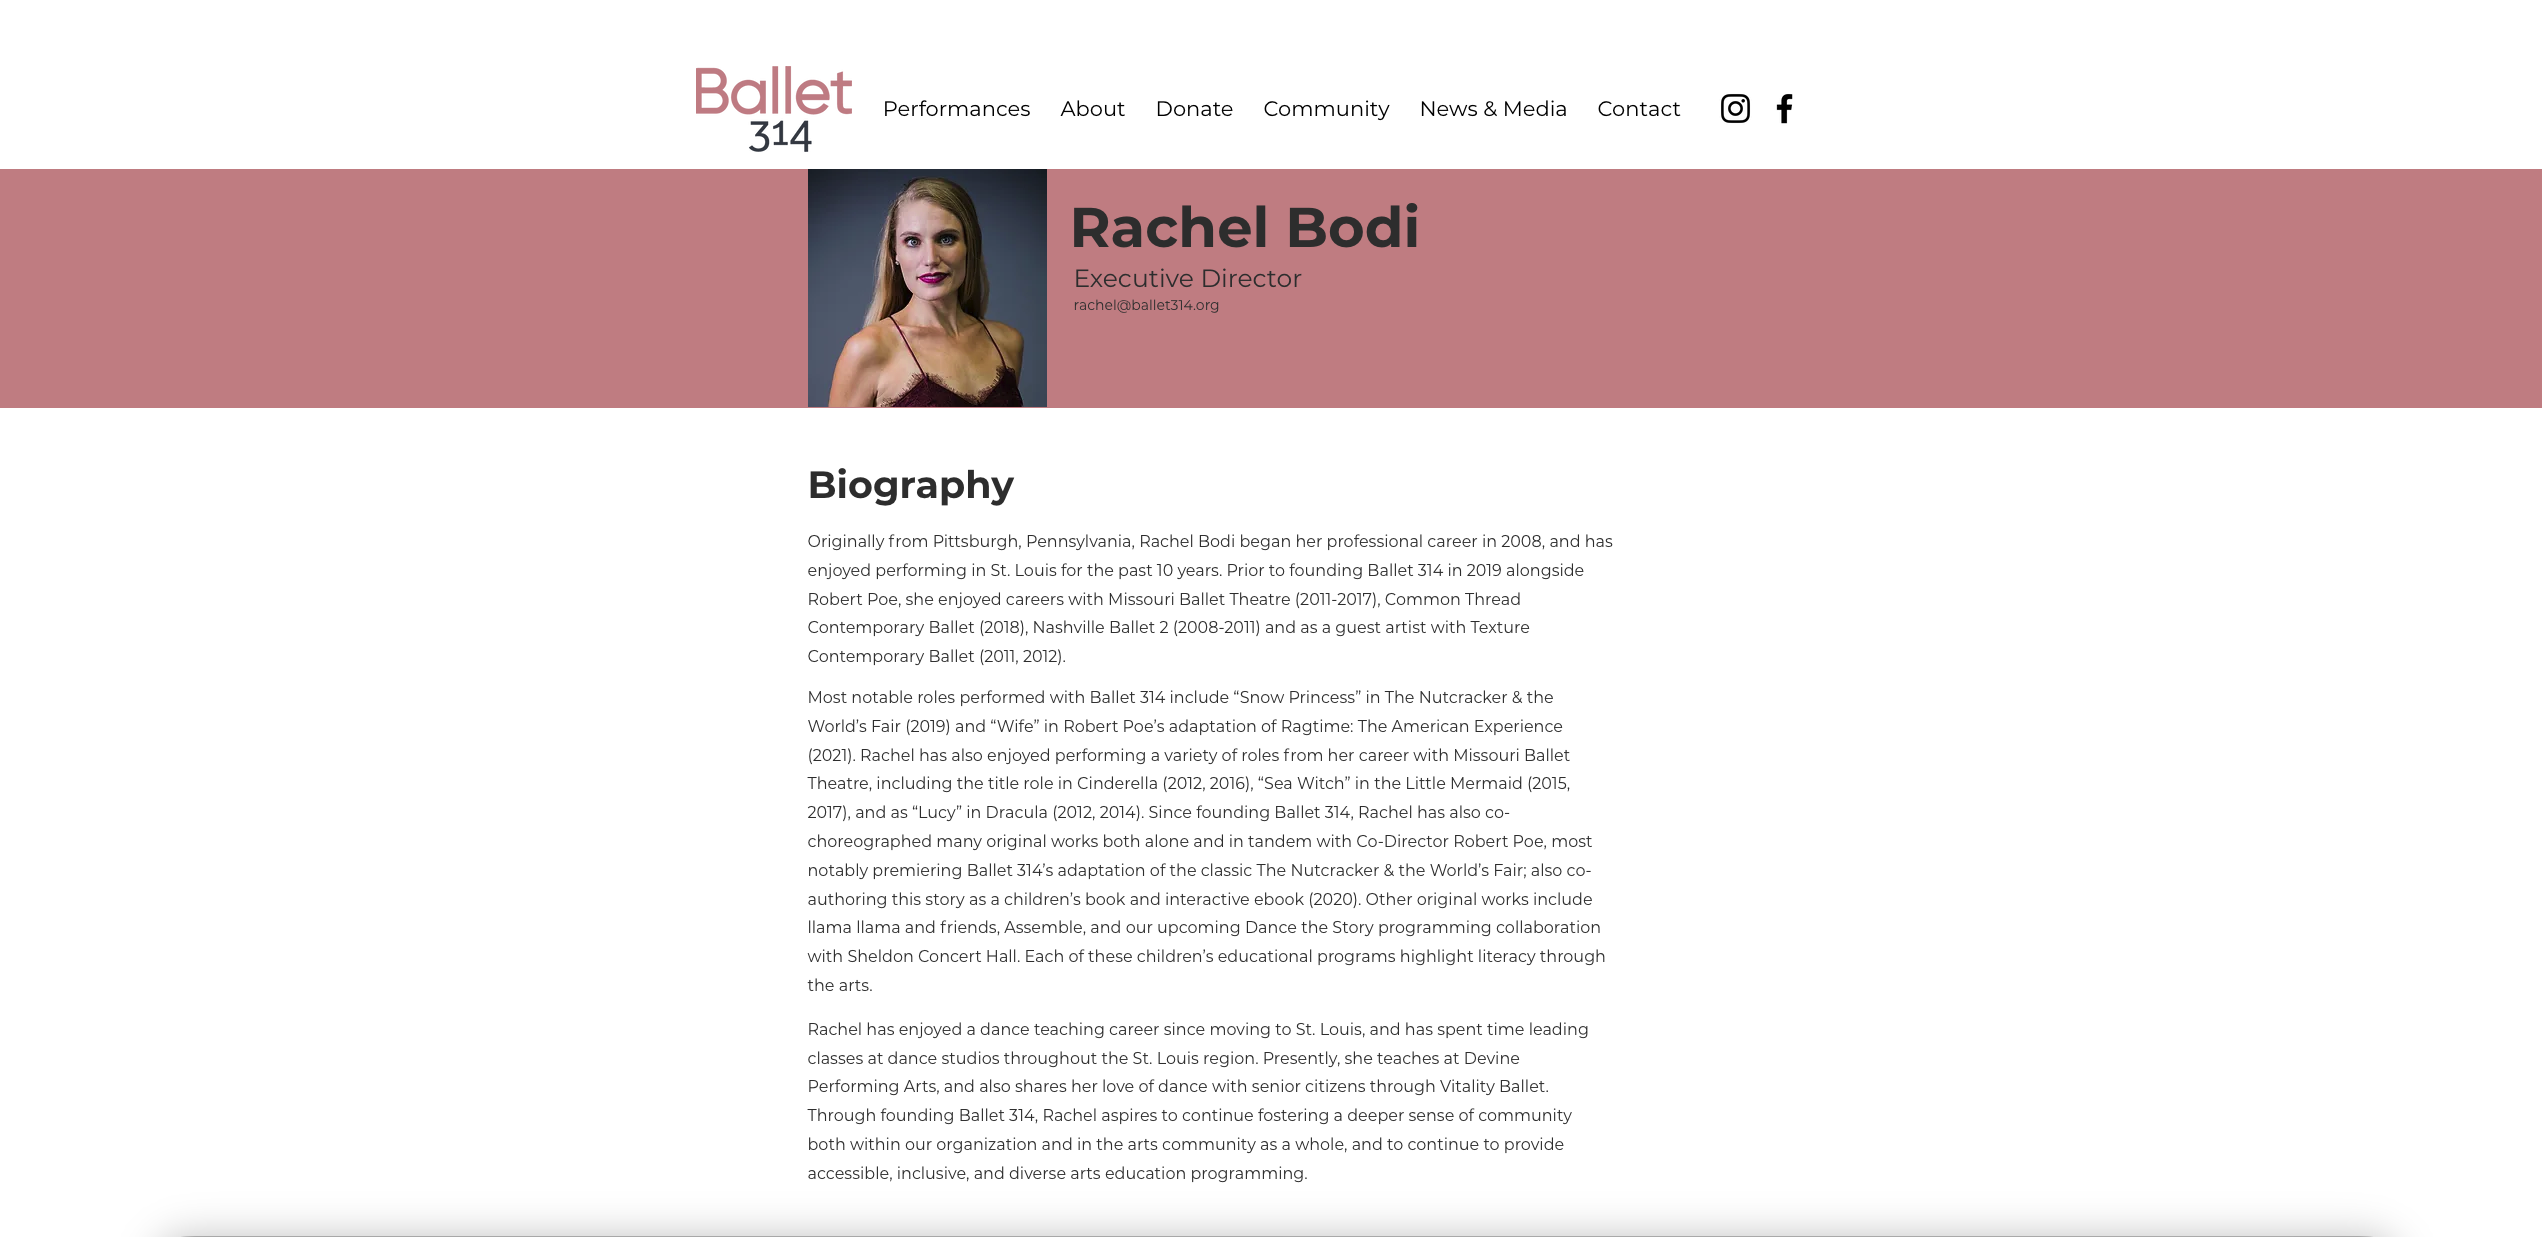 Ballet
314
Performances
About
Donate
Community
News & Media
Contact
Rachel Bodi
Executive Director
rachel@ballet314.org
Biography
Originally from Pittsburgh, Pennsylvania, Rachel Bodi began her professional career in 2008, and has
enjoyed performing in St. Louis for the past 10 years. Prior to founding Ballet 314 in 2019 alongside
Robert Poe, she enjoyed careers with Missouri Ballet Theatre (2011-2017), Common Thread
Contemporary Ballet (2018), Nashville Ballet 2 (2008-2011) and as a guest artist with Texture
Contemporary Ballet (2011, 2012).
Most notable roles performed with Ballet 314 include “Snow Princess” in The Nutcracker & the
World’s Fair (2019) and “Wife” in Robert Poe’s adaptation of Ragtime: The American Experience
(2021). Rachel has also enjoyed performing a variety of roles from her career with Missouri Ballet
Theatre, including the title role in Cinderella (2012, 2016), “Sea Witch” in the Little Mermaid (2015,
2017), and as “Lucy” in Dracula (2012, 2014). Since founding Ballet 314, Rachel has also co-
choreographed many original works both alone and in tandem with Co-Director Robert Poe, most
notably premiering Ballet 314’s adaptation of the classic The Nutcracker & the World’s Fair; also co-
authoring this story as a children’s book and interactive ebook (2020). Other original works include
llama llama and friends, Assemble, and our upcoming Dance the Story programming collaboration
with Sheldon Concert Hall. Each of these children’s educational programs highlight literacy through
the arts.
Rachel has enjoyed a dance teaching career since moving to St. Louis, and has spent time leading
classes at dance studios throughout the St. Louis region. Presently, she teaches at Devine
Performing Arts, and also shares her love of dance with senior citizens through Vitality Ballet.
Through founding Ballet 314, Rachel aspires to continue fostering a deeper sense of community
both within our organization and in the arts community as a whole, and to continue to provide
accessible, inclusive, and diverse arts education programming.